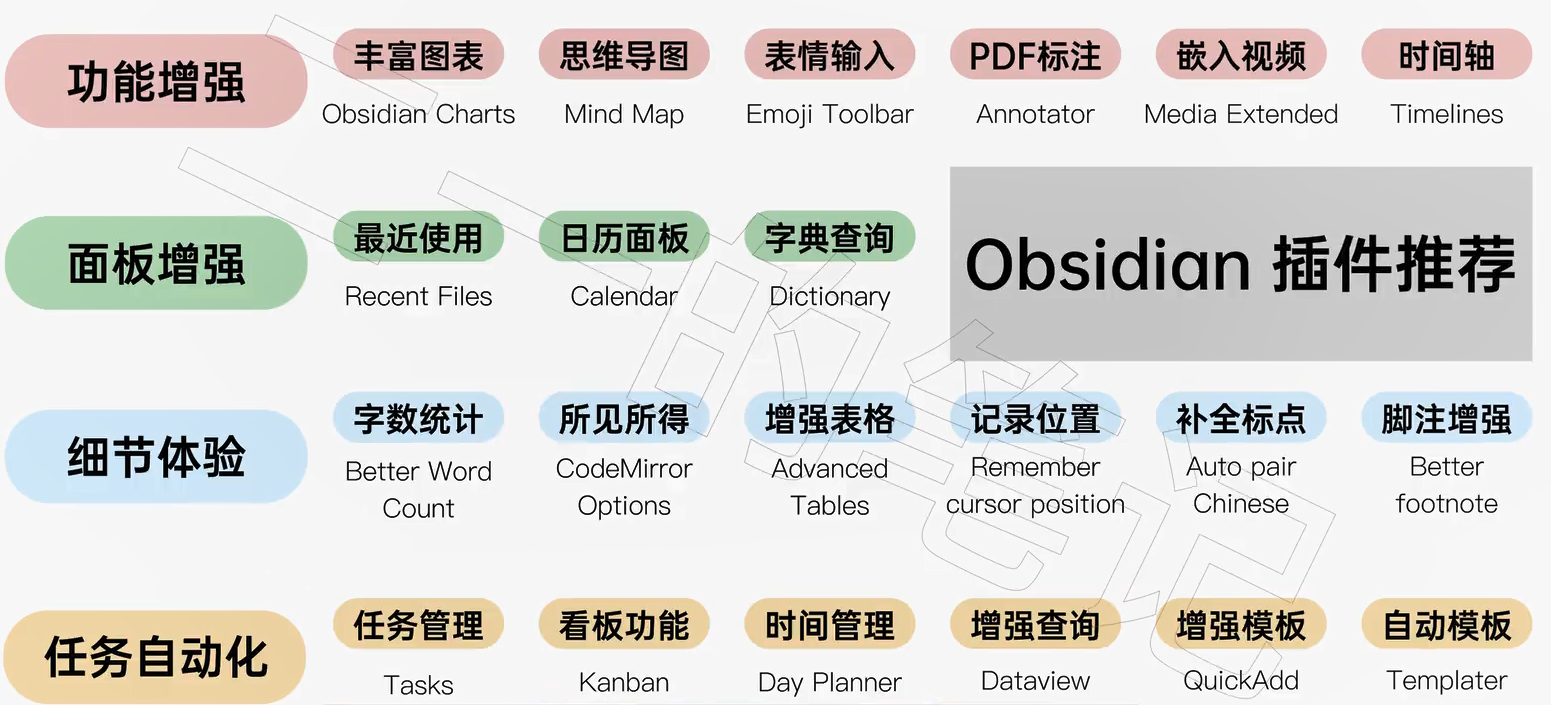 功能增强
丰富图表
Obsidian Charts
思维导图
Mind Map
表情输入
Emoji Toolbar
PDF标注
Annotator
嵌入视频
Media Extended
时间轴
Timelines
面板增强
最近使用
Recent Files
日历面板
Calendar
字典查询
Dictionary
Obsidian 插件推荐
细节体验
字数统计
Better Word
Count
所见所得
CodeMirror
Options
增强表格
Advanced
Tables
记录位置
Remember
cursor position
补全标点
Auto pair
Chinese
脚注增强
Better
footnote
任务自动化
任务管理
Tasks
看板功能
Kanban
时间管理
Day Planner
增强查询
Dataview
增强模板
QuickAdd
自动模板
Templater
二一一的笔记